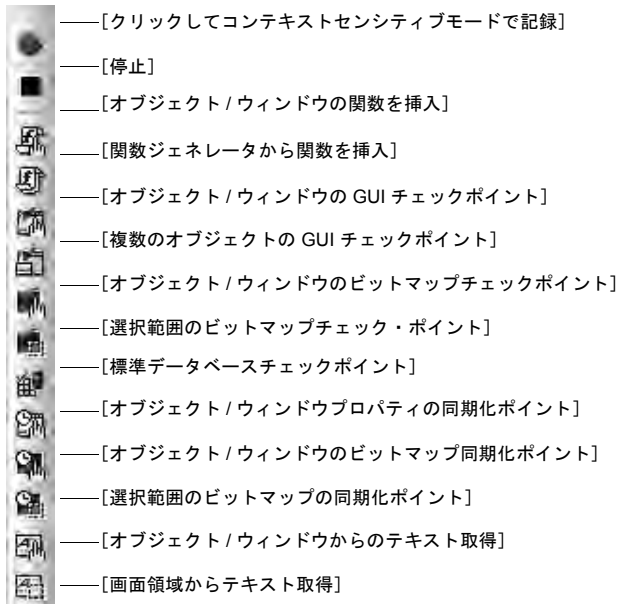 [クリックしてコンテキストセンシティブモードで記録]
[停止]
[オブジェクト / ウィンドウの関数を挿入]
[関数ジェネレータから関数を挿入]
[オブジェクト / ウィンドウの GUI チェックポイント]
[複数のオブジェクトの GUI チェックポイント]
[オブジェクト / ウィンドウのビットマップチェックポイント]
[選択範囲のビットマップチェック・ポイント]
[標準データベースチェックポイント]
[オブジェクト / ウィンドウプロパティの同期化ポイント]
[オブジェクト / ウィンドウのビットマップ同期化ポイント]
[選択範囲のビットマップの同期化ポイント]
[オブジェクト / ウィンドウからのテキスト取得]
[画面領域からテキスト取得]